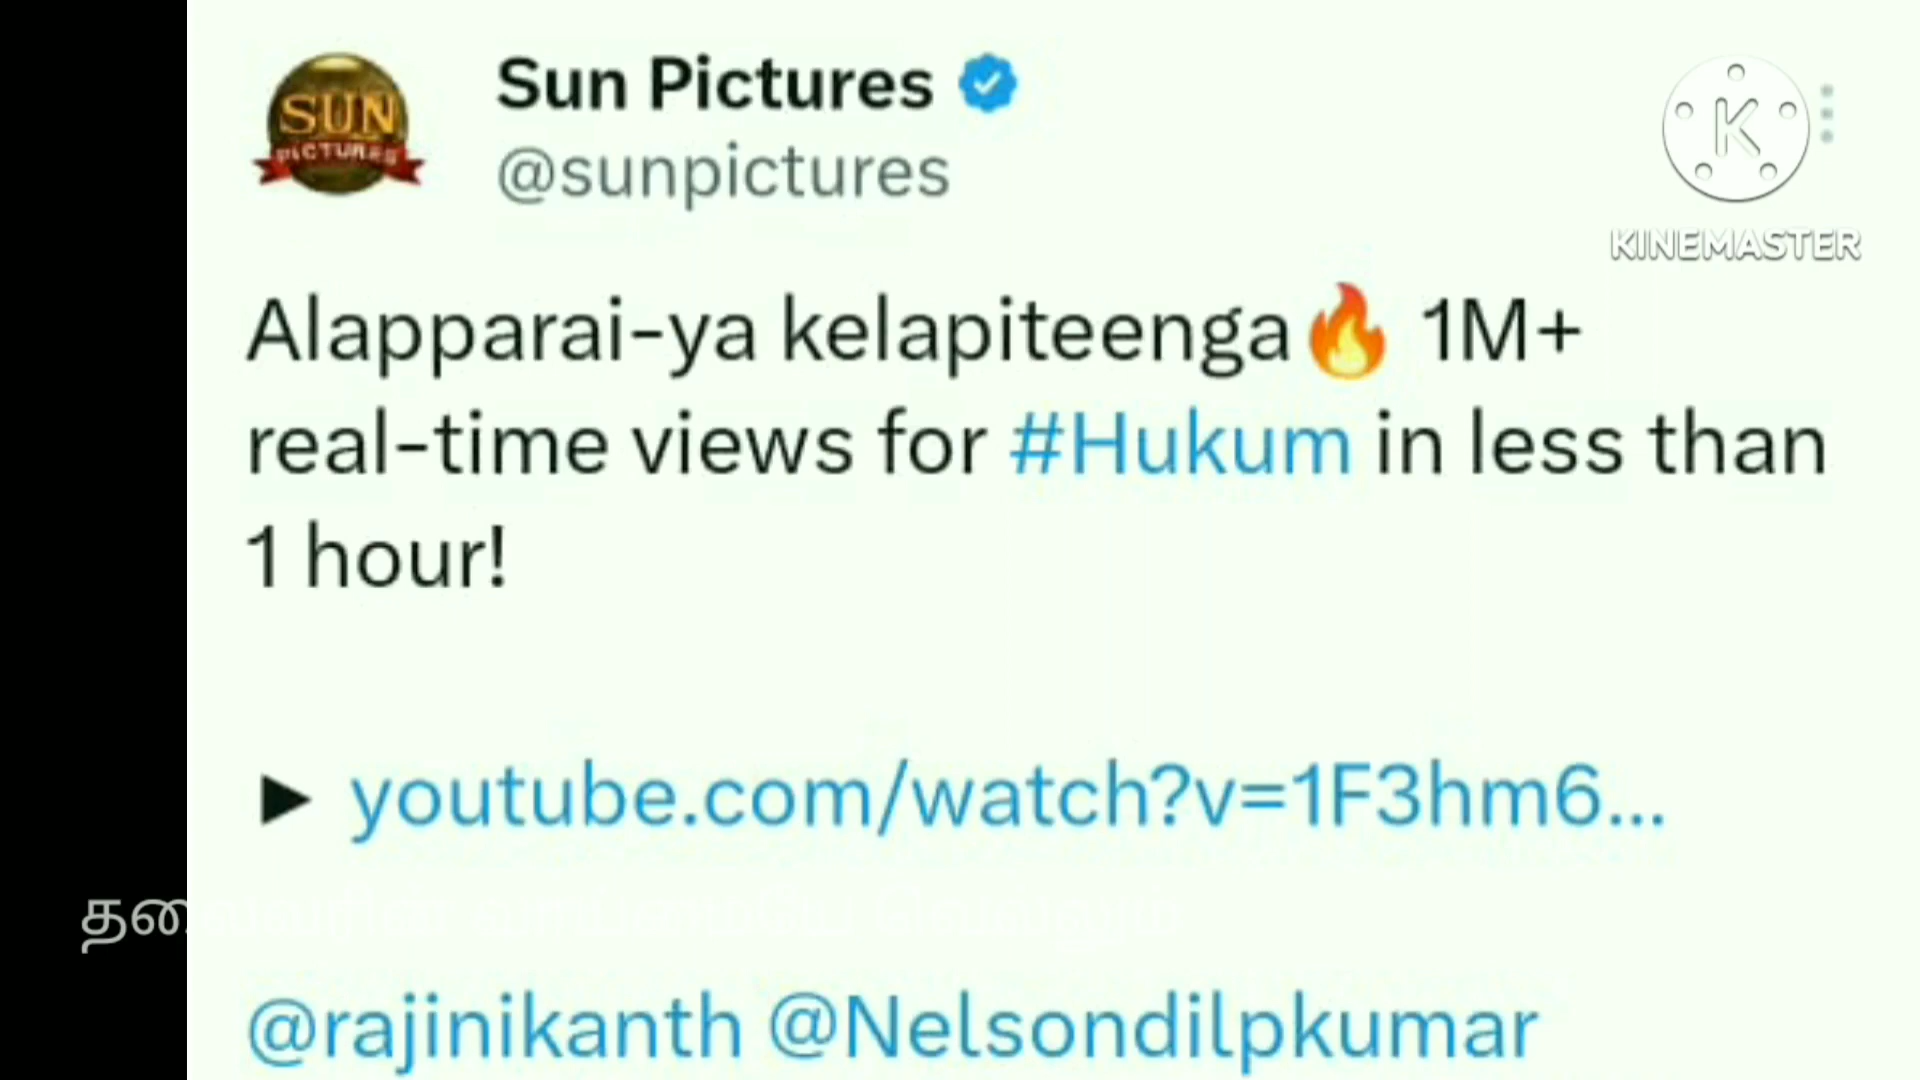 SUN
PICTURES
Sun Pictures
@sunpictures
K
KINEMASTER
Alapparai-ya kelapiteenga🔥 1M+
real-time views for #Hukum in less than
1 hour!
▶ youtube.com/watch?v=1F3hm6...
@rajinikanth @Nelsondilpkumar